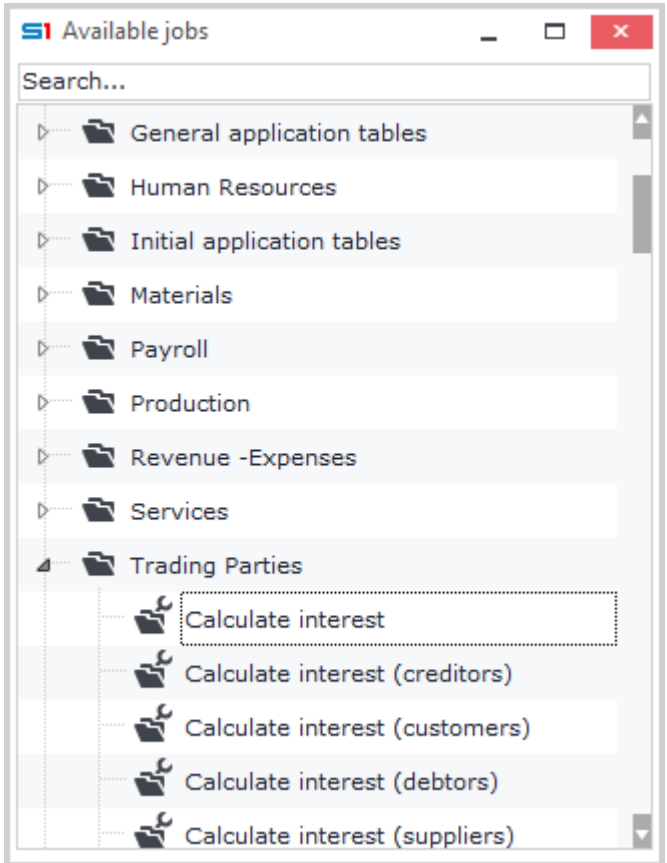 S1 Available jobs
Search...
General application tables
Human Resources
Initial application tables
Materials
Payroll
Production
Revenue -Expenses
Services
Trading Parties
Calculate interest
Calculate interest (creditors)
Calculate interest (customers)
Calculate interest (debtors)
Calculate interest (suppliers)